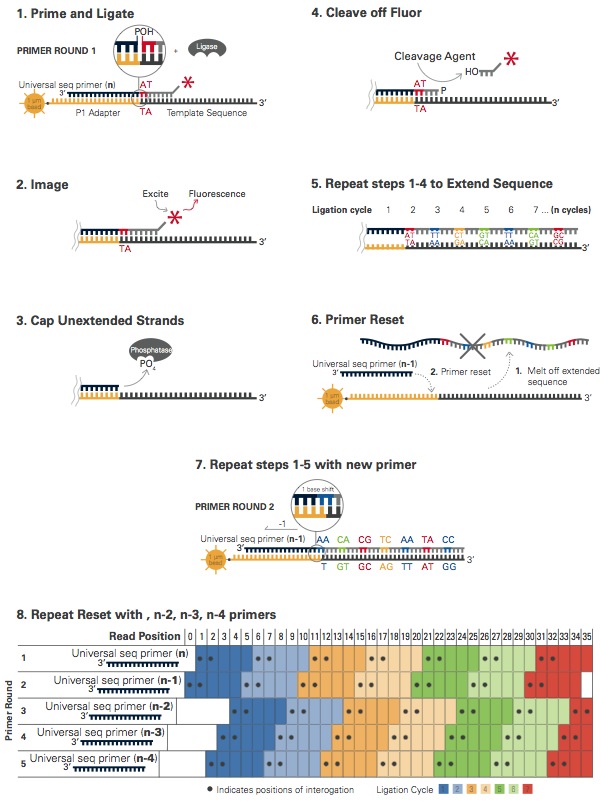 1. Prime and Ligate
PRIMER ROUND 1
POH
+
Ligase
Universal seq primer (n)
3'
AT
*
1 µm
bead
P1 Adapter
TA
Template Sequence
3'
2. Image
Excite
Fluorescence
*
TA
3'
3. Cap Unextended Strands
Phosphatase
PO4
3'
4. Cleave off Fluor
Cleavage Agent
HO
*
AT
P
TA
3'
5. Repeat steps 1-4 to Extend Sequence
Ligation cycle 1 2 3 4 5 6 7 ... (n cycles)
AT TT CT GT TT CA GC
TA AA GA CA AA GT CG
3'
6. Primer Reset
Universal seq primer (n-1)
3'
2. Primer reset
1. Melt off extended
sequence
1 µm
bead
3'
7. Repeat steps 1-5 with new primer
PRIMER ROUND 2
1 base shift
-1
Universal seq primer (n-1)
3'
AA CA CG TC AA TA CC
1 µm
bead
T GT GC AG TT AT GG
3'
8. Repeat Reset with , n-2, n-3, n-4 primers
Read Position 0 1 2 3 4 5 6 7 8 9 10 11 12 13 14 15 16 17 18 19 20 21 22 23 24 25 26 27 28 29 30 31 32 33 34 35
Primer Round
1 Universal seq primer (n)
3'
2 Universal seq primer (n-1)
3'
3 Universal seq primer (n-2)
3'
4 Universal seq primer (n-3)
3'
5 Universal seq primer (n-4)
3'
• Indicates positions of interogation Ligation Cycle 1 2 3 4 5 6 7